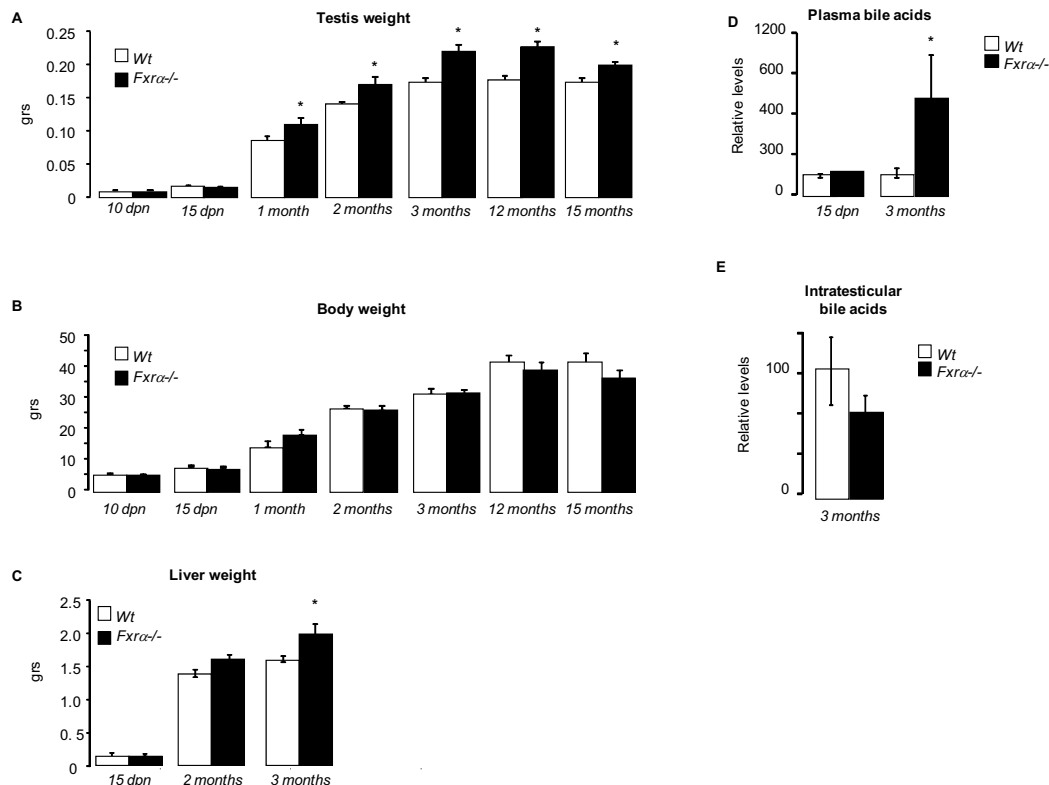 A
Testis weight
0.25
0.20
0.15
0.10
0.05
0
grs
Wt
Fxrα-/-
*
*
*
*
*
10 dpn
15 dpn
1 month
2 months
3 months
12 months
15 months
B
Body weight
50
40
30
20
10
0
grs
Wt
Fxrα-/-
10 dpn
15 dpn
1 month
2 months
3 months
12 months
15 months
C
Liver weight
2.5
2.0
1.5
1.0
0.5
0
grs
Wt
Fxrα-/-
*
15 dpn
2 months
3 months
D
Plasma bile acids
1200
600
400
300
0
Relative levels
Wt
Fxrα-/-
*
15 dpn
3 months
E
Intratesticular
bile acids
100
0
Relative levels
Wt
Fxrα-/-
3 months